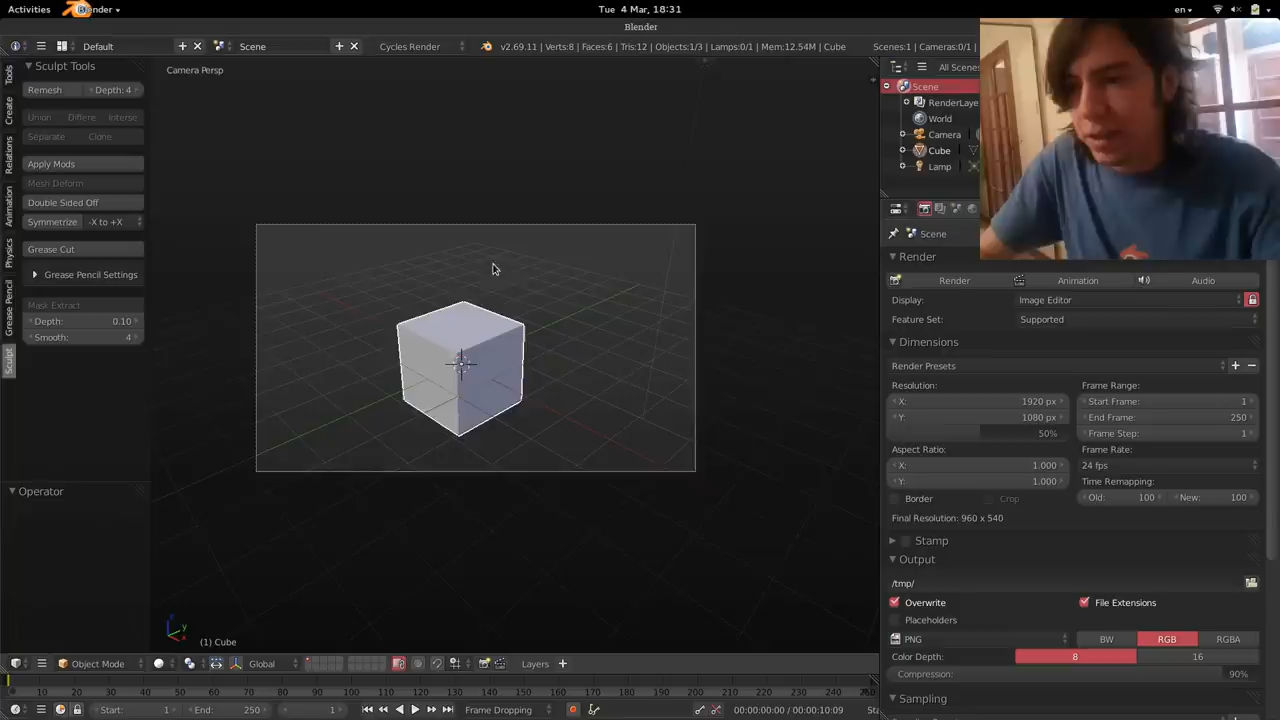 Activities Blender Tue 4 Mar, 18:31 en
Blender
Default Scene Cycles Render v2.69.11 | Verts:8 | Faces:6 | Tris:12 | Objects:1/3 | Lamps:0/1 | Mem:12.54M | Cube Scenes:1 | Cameras:0/1
Tools
Create
Relations
Animation
Physics
Grease Pencil
Sculpt
Sculpt Tools
Remesh Depth: 4
Union Differe Interse
Separate Clone
Apply Mods
Mesh Deform
Double Sided Off
Symmetrize -X to +X
Grease Cut
Grease Pencil Settings
Mask Extract
Depth: 0.10
Smooth: 4
Operator
Camera Persp
(1) Cube
z
y
x
All Scenes
Scene
RenderLaye
World
Camera
Cube
Lamp
Scene
Render
Render Animation Audio
Display: Image Editor
Feature Set: Supported
Dimensions
Render Presets
Resolution: Frame Range:
X: 1920 px Start Frame: 1
Y: 1080 px End Frame: 250
50% Frame Step: 1
Aspect Ratio: Frame Rate:
X: 1.000 24 fps
Y: 1.000 Time Remapping:
Border Crop Old: 100 New: 100
Final Resolution: 960 x 540
Stamp
Output
/tmp/
Overwrite File Extensions
Placeholders
PNG BW RGB RGBA
Color Depth: 8 16
Compression: 90%
Sampling
Object Mode Global Layers
10 20 30 40 50 60 70 80 90 100 110 120 130 140 150 160 170 180 190 200 210 220 230 240
Start: 1 End: 250 1 Frame Dropping 00:00:00:00 / 00:00:10:09